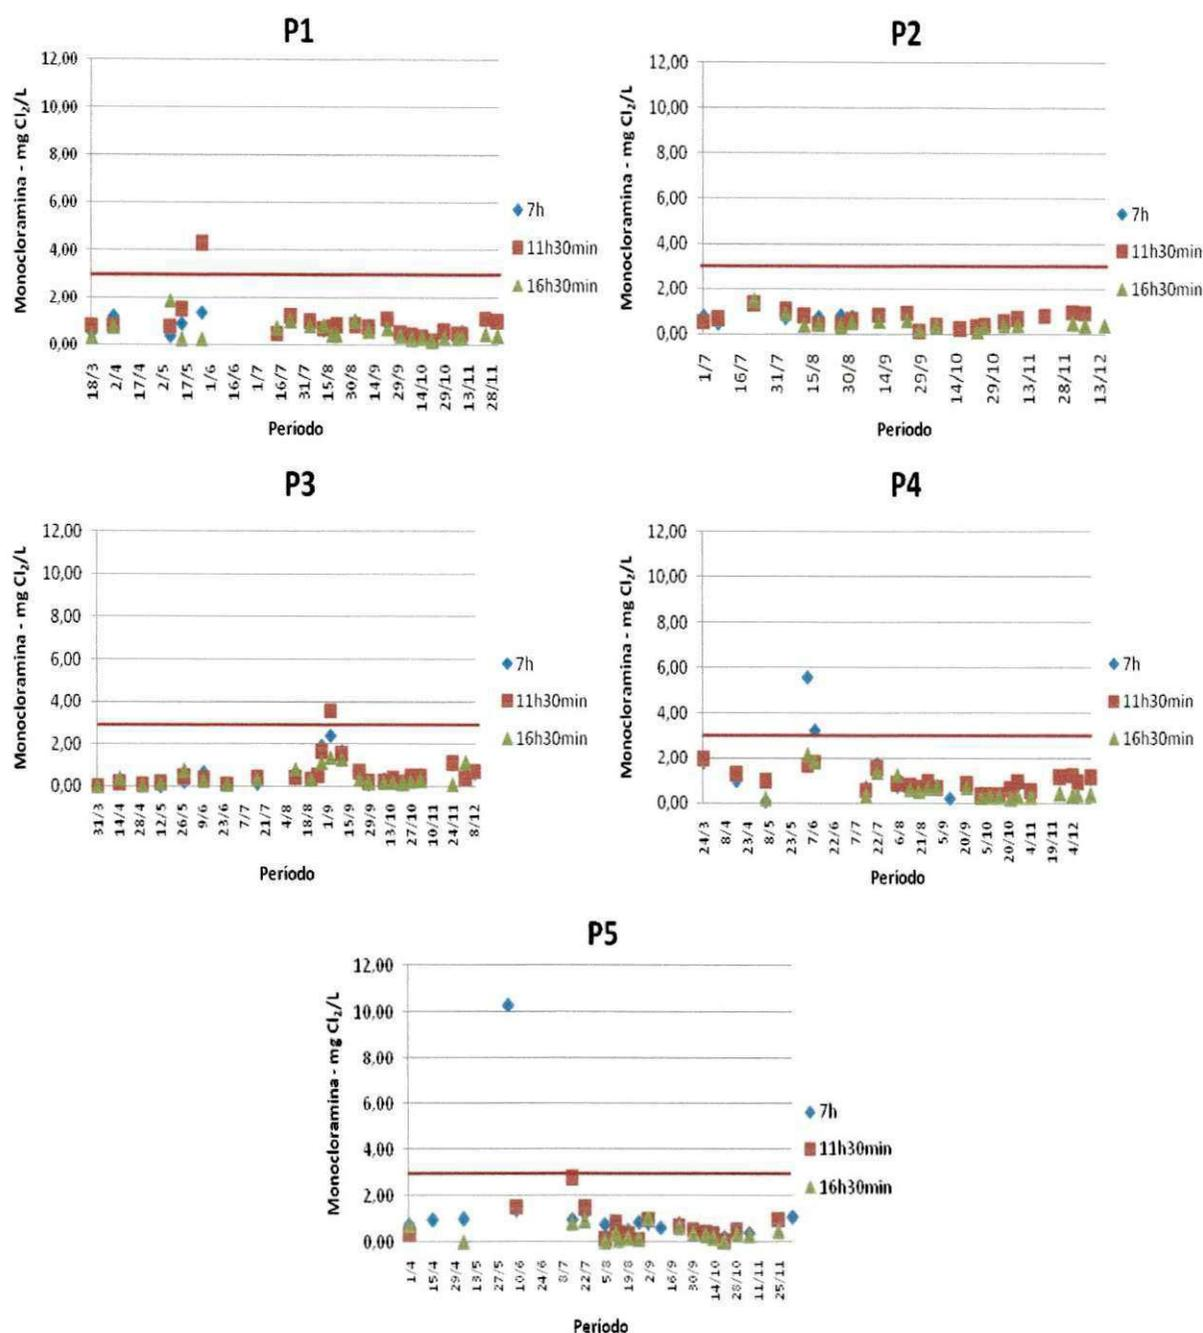 P1
Monocloramina - mg Cl₂/L
12,00
10,00
8,00
6,00
4,00
2,00
0,00
18/3 2/4 17/4 2/5 17/5 1/6 16/6 1/7 16/7 31/7 15/8 30/8 14/9 29/9 14/10 29/10 13/11 28/11
Período
7h
11h30min
16h30min
P2
Monocloramina - mg Cl₂/L
12,00
10,00
8,00
6,00
4,00
2,00
0,00
1/7 16/7 31/7 15/8 30/8 14/9 29/9 14/10 29/10 13/11 28/11 13/12
Período
7h
11h30min
16h30min
P3
Monocloramina - mg Cl₂/L
12,00
10,00
8,00
6,00
4,00
2,00
0,00
31/3 14/4 28/4 12/5 26/5 9/6 23/6 7/7 21/7 4/8 1/9 15/9 29/9 13/10 27/10 10/11 24/11 8/12
Período
7h
11h30min
16h30min
P4
Monocloramina - mg Cl₂/L
12,00
10,00
8,00
6,00
4,00
2,00
0,00
24/3 8/4 23/4 8/5 23/5 7/6 22/6 7/7 22/7 6/8 21/8 5/9 20/9 5/10 20/10 4/11 19/11 4/12
Período
7h
11h30min
16h30min
P5
Monocloramina - mg Cl₂/L
12,00
10,00
8,00
6,00
4,00
2,00
0,00
1/4 15/4 29/4 13/5 27/5 10/6 24/6 8/7 22/7 5/8 19/8 2/9 16/9 30/9 14/10 28/10 11/11 25/11
Período
7h
11h30min
16h30min